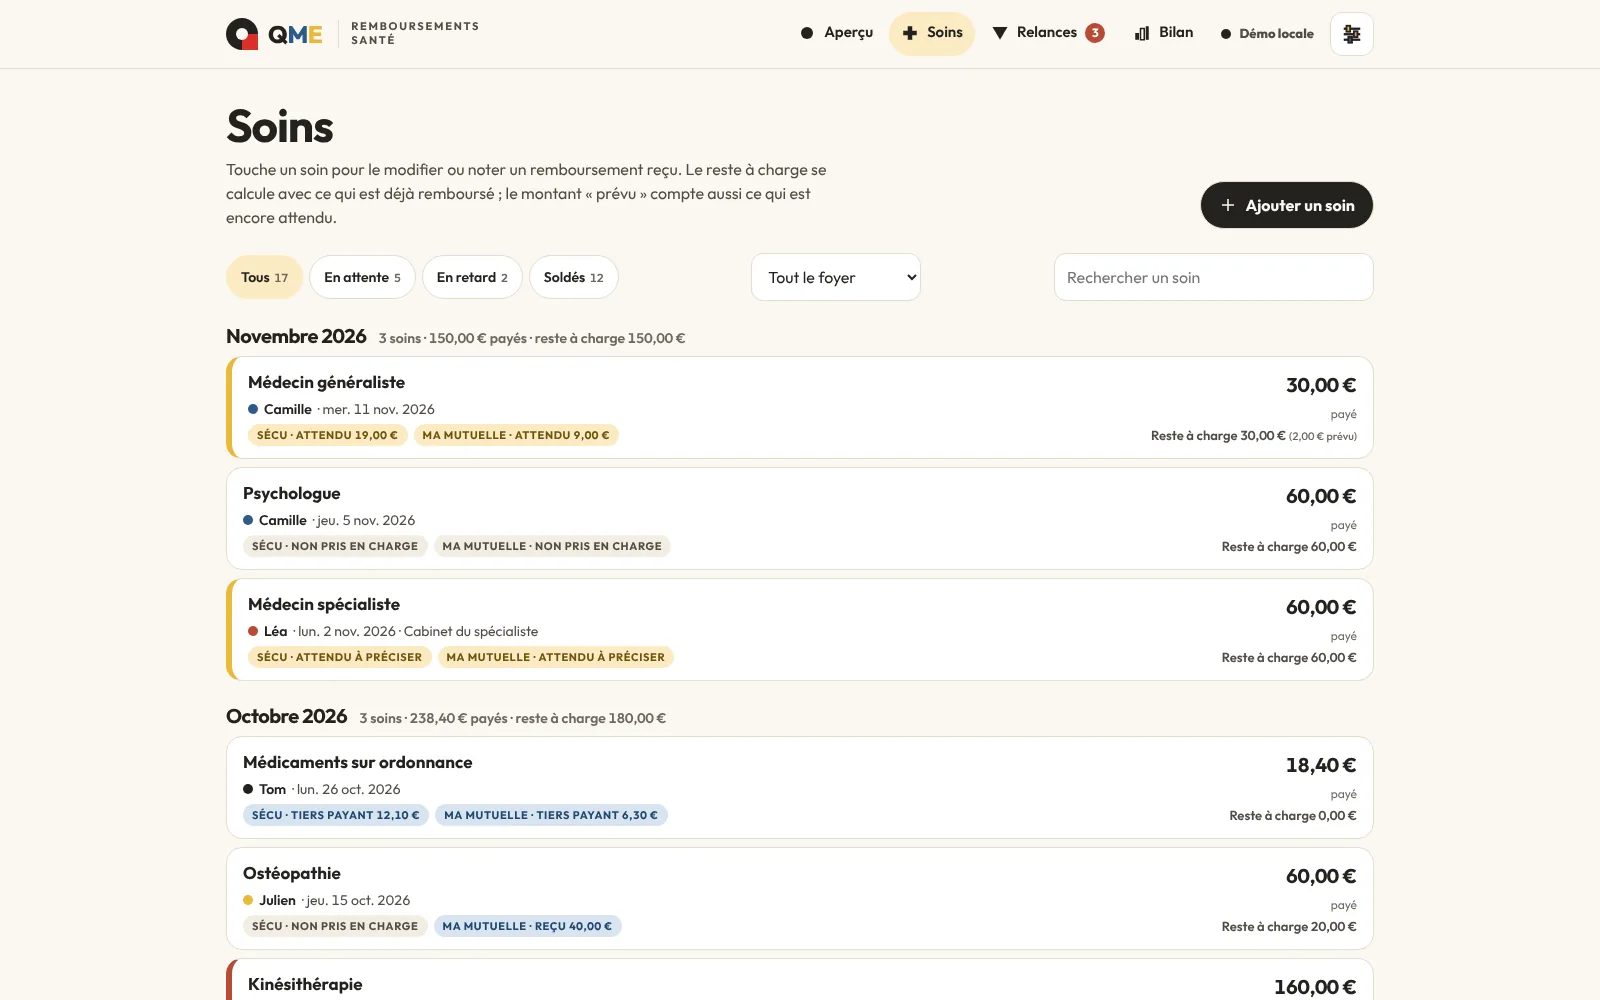 QME
REMBOURSEMENTS
SANTÉ
Aperçu
Soins
Relances 3
Bilan
Démo locale
Soins
Touche un soin pour le modifier ou noter un remboursement reçu. Le reste à charge se
calcule avec ce qui est déjà remboursé ; le montant « prévu » compte aussi ce qui est
encore attendu.
+ Ajouter un soin
Tous 17
En attente 5
En retard 2
Soldés 12
Tout le foyer
Rechercher un soin
Novembre 2026 3 soins · 150,00 € payés · reste à charge 150,00 €
Médecin généraliste
30,00 €
Camille · mer. 11 nov. 2026
payé
SÉCU · ATTENDU 19,00 € MA MUTUELLE · ATTENDU 9,00 €
Reste à charge 30,00 € (2,00 € prévu)
Psychologue
60,00 €
Camille · jeu. 5 nov. 2026
payé
SÉCU · NON PRIS EN CHARGE MA MUTUELLE · NON PRIS EN CHARGE
Reste à charge 60,00 €
Médecin spécialiste
60,00 €
Léa · lun. 2 nov. 2026 · Cabinet du spécialiste
payé
SÉCU · ATTENDU À PRÉCISER MA MUTUELLE · ATTENDU À PRÉCISER
Reste à charge 60,00 €
Octobre 2026 3 soins · 238,40 € payés · reste à charge 180,00 €
Médicaments sur ordonnance
18,40 €
Tom · lun. 26 oct. 2026
payé
SÉCU · TIERS PAYANT 12,10 € MA MUTUELLE · TIERS PAYANT 6,30 €
Reste à charge 0,00 €
Ostéopathie
60,00 €
Julien · jeu. 15 oct. 2026
payé
SÉCU · NON PRIS EN CHARGE MA MUTUELLE · REÇU 40,00 €
Reste à charge 20,00 €
Kinésithérapie
160,00 €